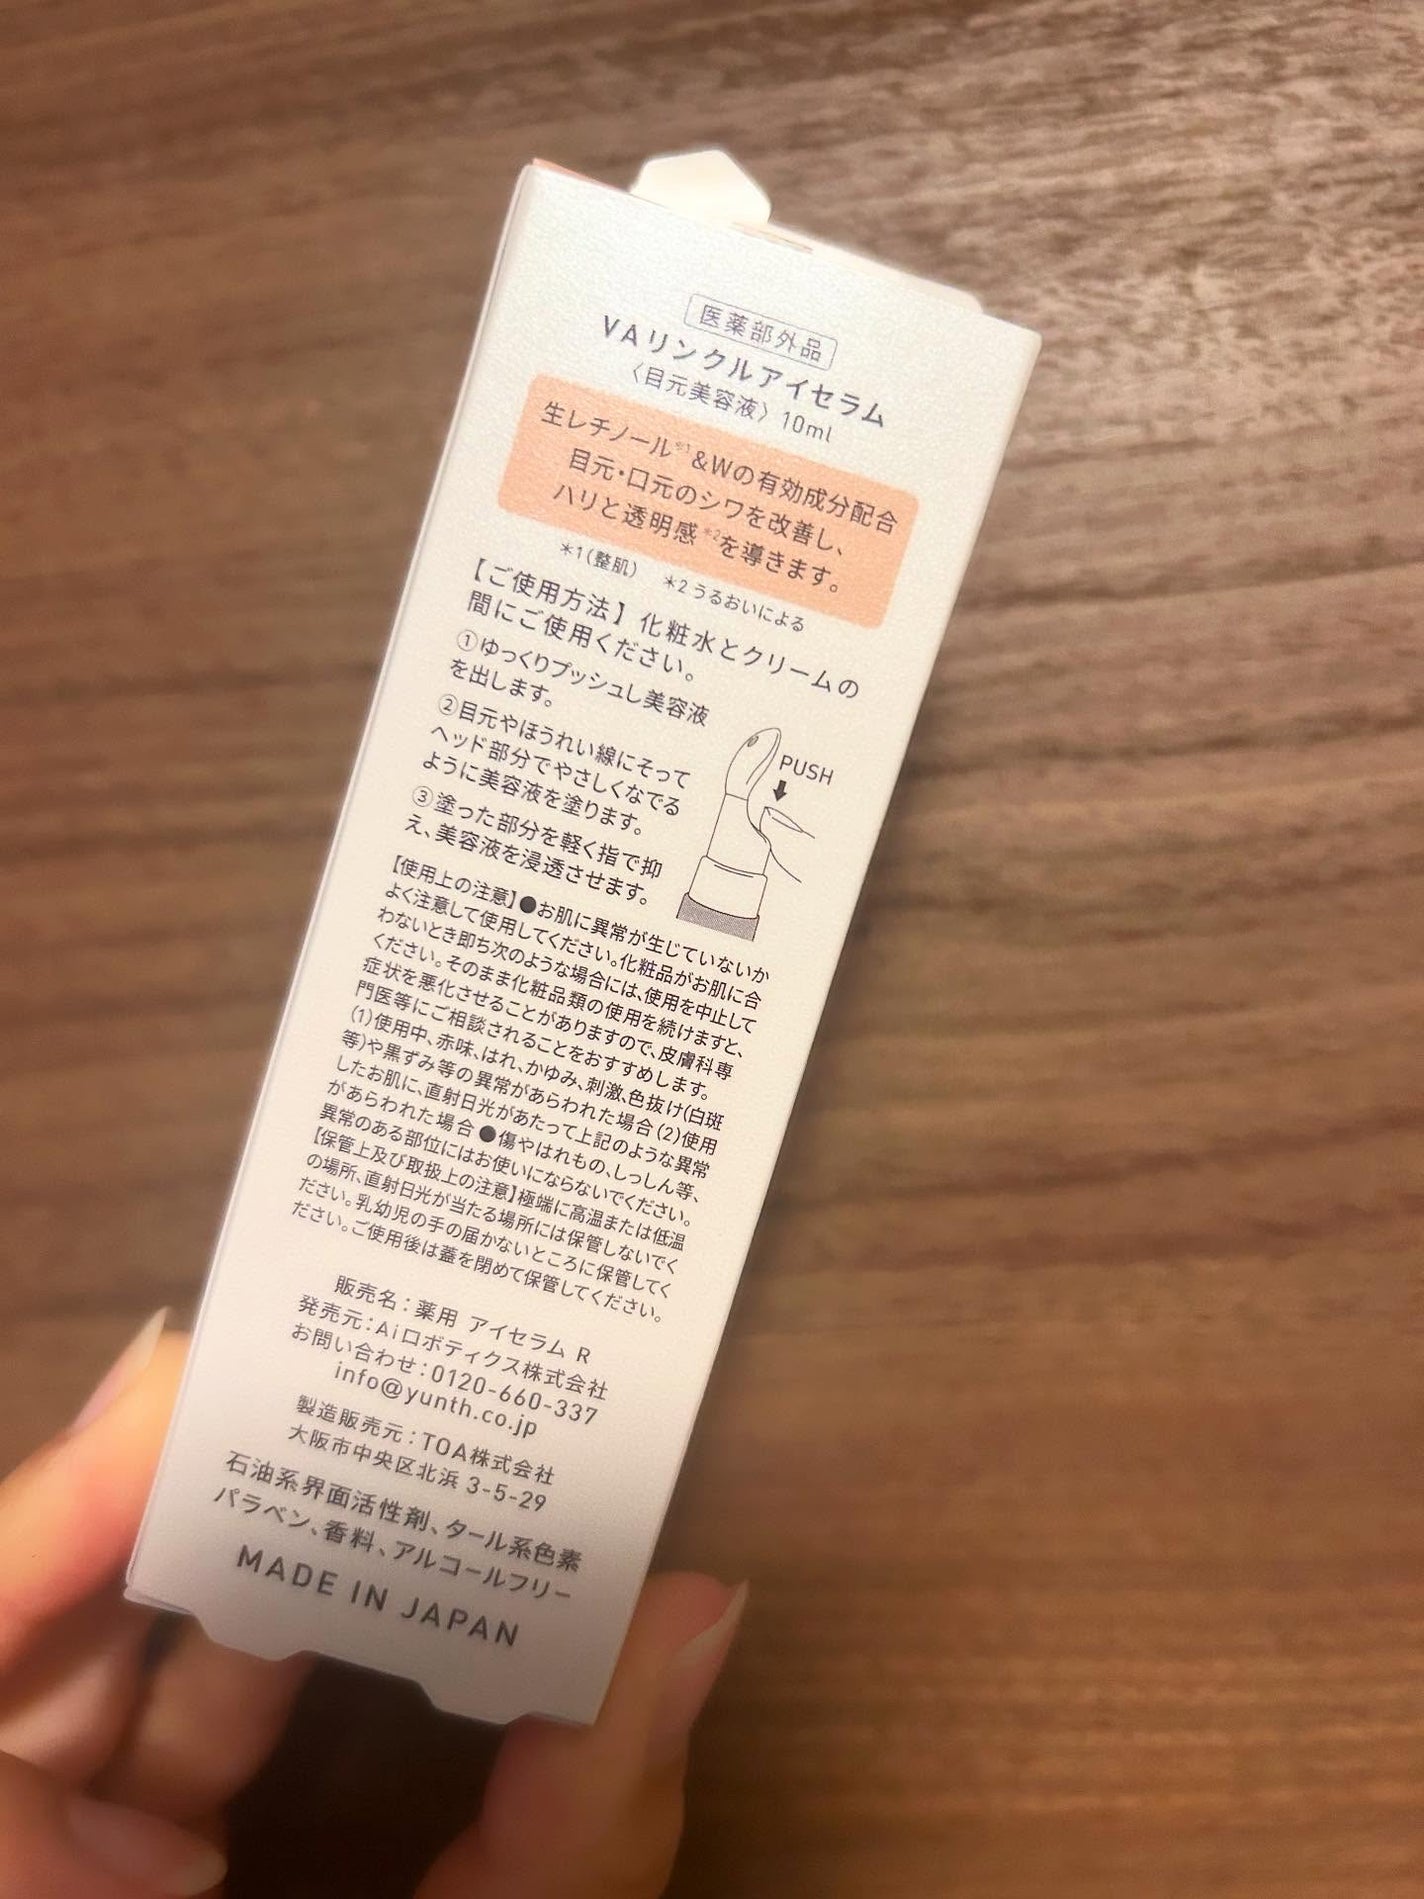 医薬部外品
VAリンクルアイセラム
〈目元美容液〉10ml
生レチノール※1&Wの有効成分配合
目元・口元のシワを改善し、
ハリと透明感※2を導きます。
*1(整肌) *2 うるおいによる
【ご使用方法】化粧水とクリームの
間にご使用ください。
①ゆっくりプッシュし美容液
を出します。
②目元やほうれい線にそって
ヘッド部分でやさしくなでる
ように美容液を塗ります。
③塗った部分を軽く指で抑
え、美容液を浸透させます。
PUSH
【使用上の注意】●お肌に異常が生じていないか
よく注意して使用してください。化粧品がお肌に合
わないとき即ち次のような場合には、使用を中止して
ください。そのまま化粧品類の使用を続けますと、
症状を悪化させることがありますので、皮膚科専
門医等にご相談されることをおすすめします。
(1)使用中、赤味、はれ、かゆみ、刺激、色抜け(白斑
等)や黒ずみ等の異常があらわれた場合(2)使用
したお肌に、直射日光があたって上記のような異常
があらわれた場合●傷やはれもの、しっしん等、
異常のある部位にはお使いにならないでください。
【保管上及び取扱上の注意】極端に高温または低温
の場所、直射日光が当たる場所には保管しないでく
ださい。乳幼児の手の届かないところに保管してく
ださい。ご使用後は蓋を閉めて保管してください。
販売名：薬用 アイセラム R
発売元：Aiロボティクス株式会社
お問い合わせ：0120-660-337
info@yunth.co.jp
製造販売元：TOA株式会社
大阪市中央区北浜 3-5-29
石油系界面活性剤、タール系色素
パラベン、香料、アルコールフリー
MADE IN JAPAN